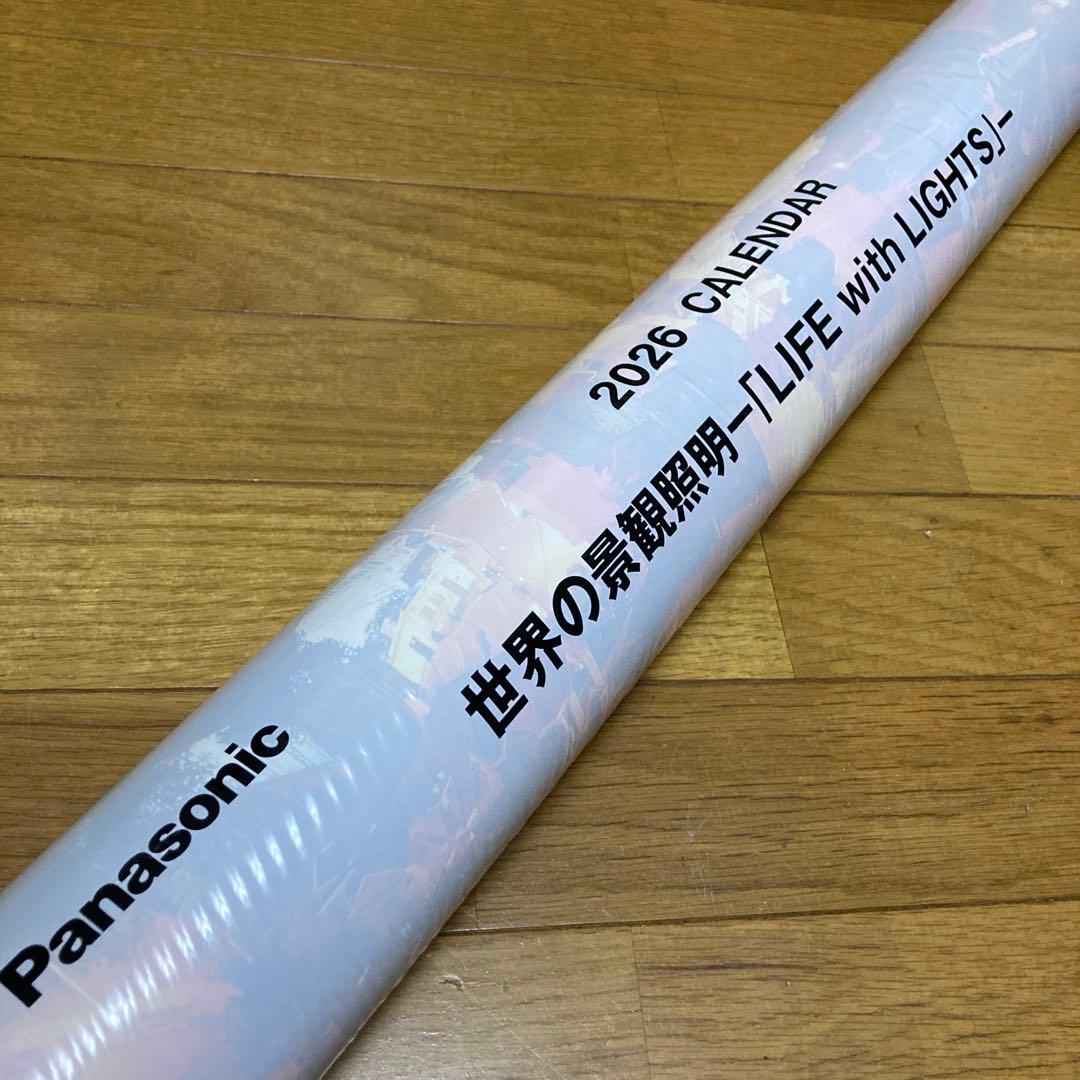 2026 CALENDAR
世界の景観照明–「LIFE with LIGHTS」–
Panasonic